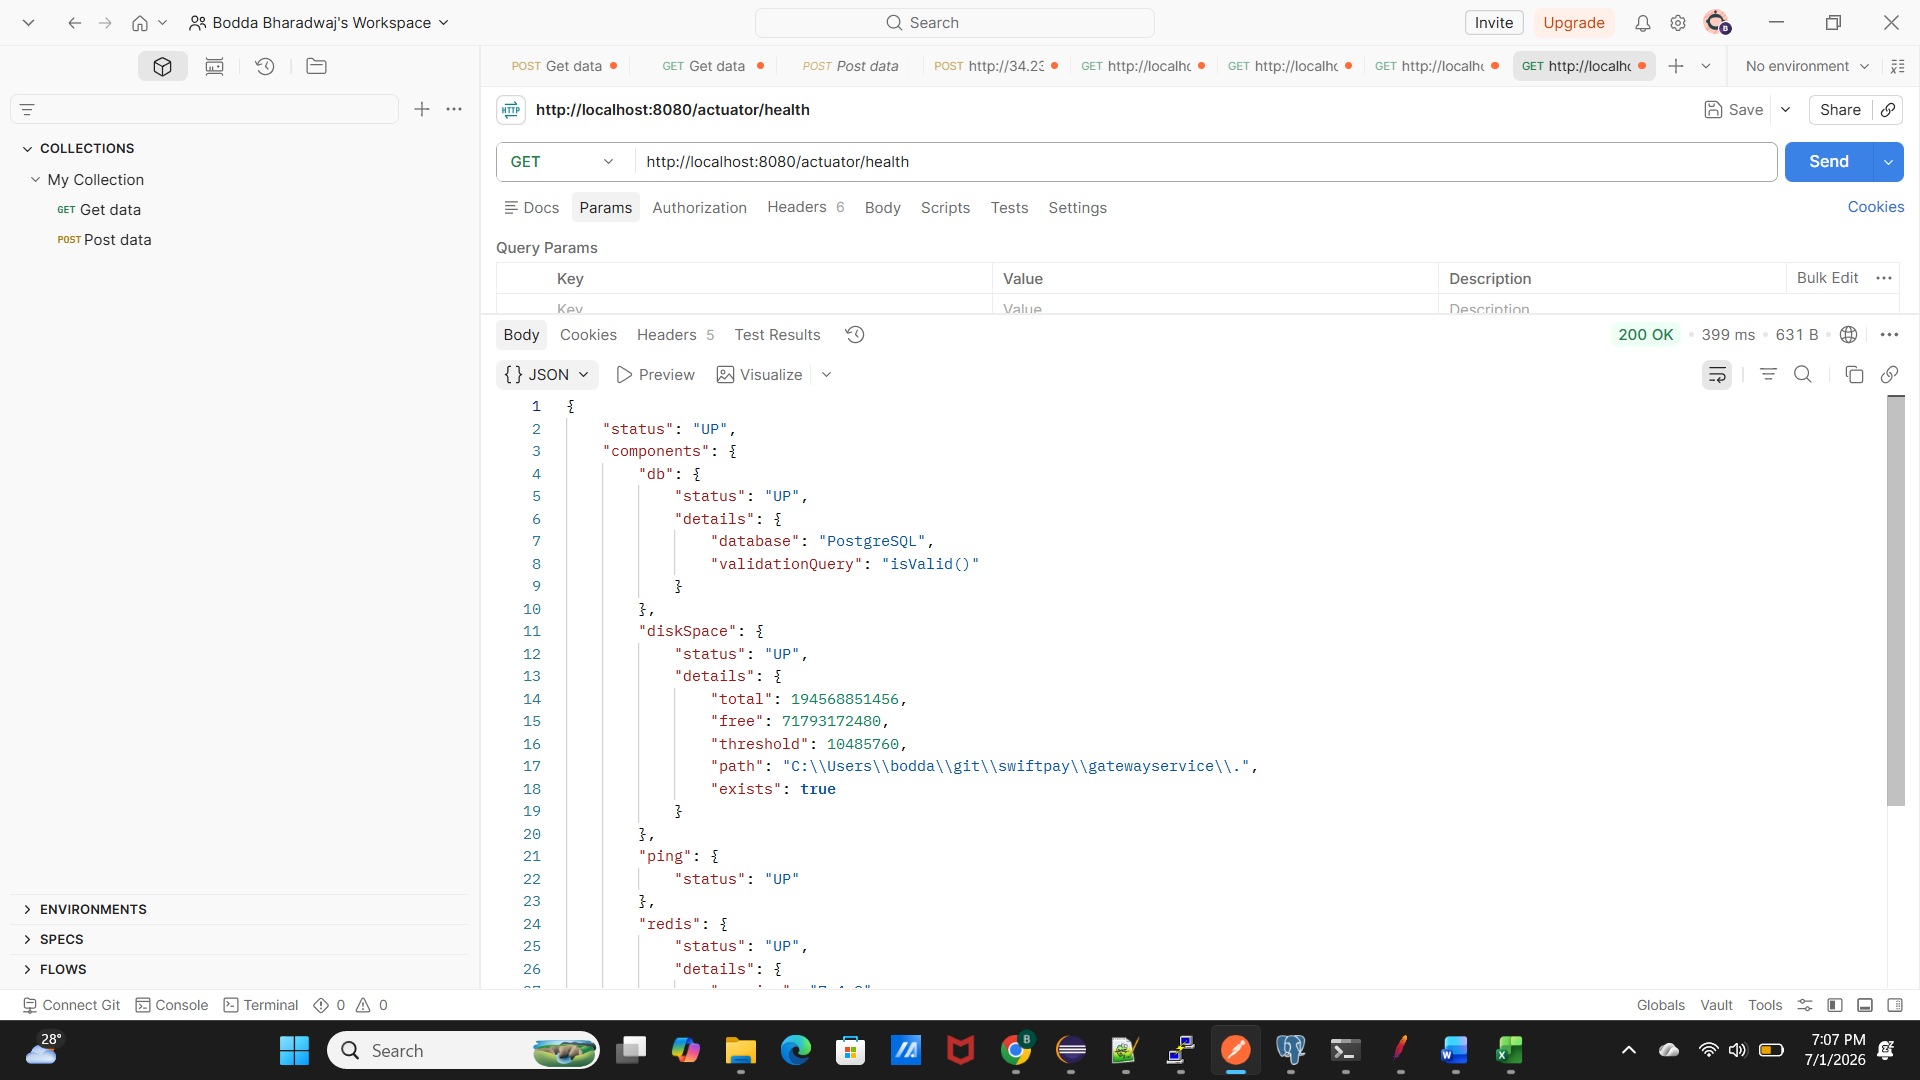 Bodda Bharadwaj's Workspace
Search
Invite
Upgrade
POST Get data
GET Get data
POST Post data
POST http://34.23
GET http://localhc
GET http://localhc
GET http://localhc
GET http://localhc
No environment
HTTP http://localhost:8080/actuator/health
Save
Share
COLLECTIONS
My Collection
GET Get data
POST Post data
ENVIRONMENTS
SPECS
FLOWS
GET
http://localhost:8080/actuator/health
Send
Docs Params Authorization Headers 6 Body Scripts Tests Settings
Cookies
Query Params
Key Value Description Bulk Edit
Key Value Description
Body Cookies Headers 5 Test Results
200 OK • 399 ms • 631 B
{} JSON Preview Visualize
1 {
2 "status": "UP",
3 "components": {
4 "db": {
5 "status": "UP",
6 "details": {
7 "database": "PostgreSQL",
8 "validationQuery": "isValid()"
9 }
10 },
11 "diskSpace": {
12 "status": "UP",
13 "details": {
14 "total": 194568851456,
15 "free": 71793172480,
16 "threshold": 10485760,
17 "path": "C:\\Users\\bodda\\git\\swiftpay\\gatewayservice\\.",
18 "exists": true
19 }
20 },
21 "ping": {
22 "status": "UP"
23 },
24 "redis": {
25 "status": "UP",
26 "details": {
Connect Git Console Terminal 0 0
Globals Vault Tools
28°
Search
7:07 PM
7/1/2026